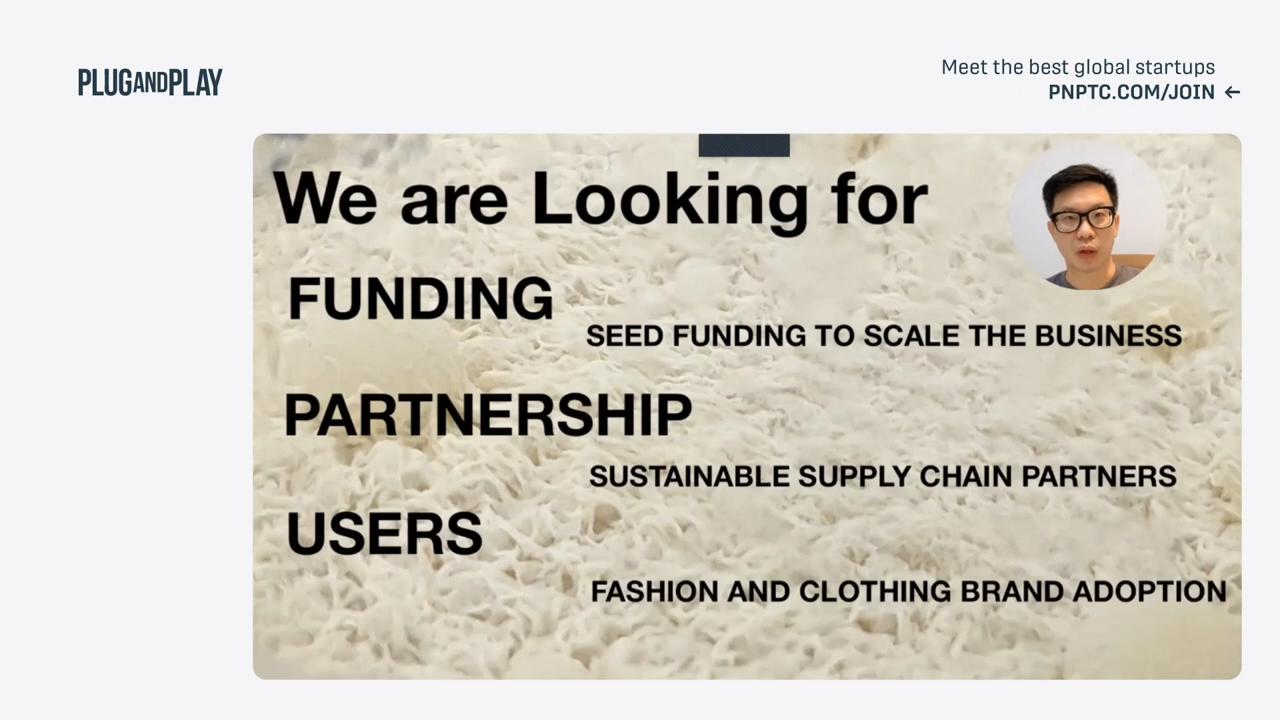 PLUGANDPLAY
Meet the best global startups
PNPTC.COM/JOIN ←
We are Looking for
FUNDING
SEED FUNDING TO SCALE THE BUSINESS
PARTNERSHIP
SUSTAINABLE SUPPLY CHAIN PARTNERS
USERS
FASHION AND CLOTHING BRAND ADOPTION